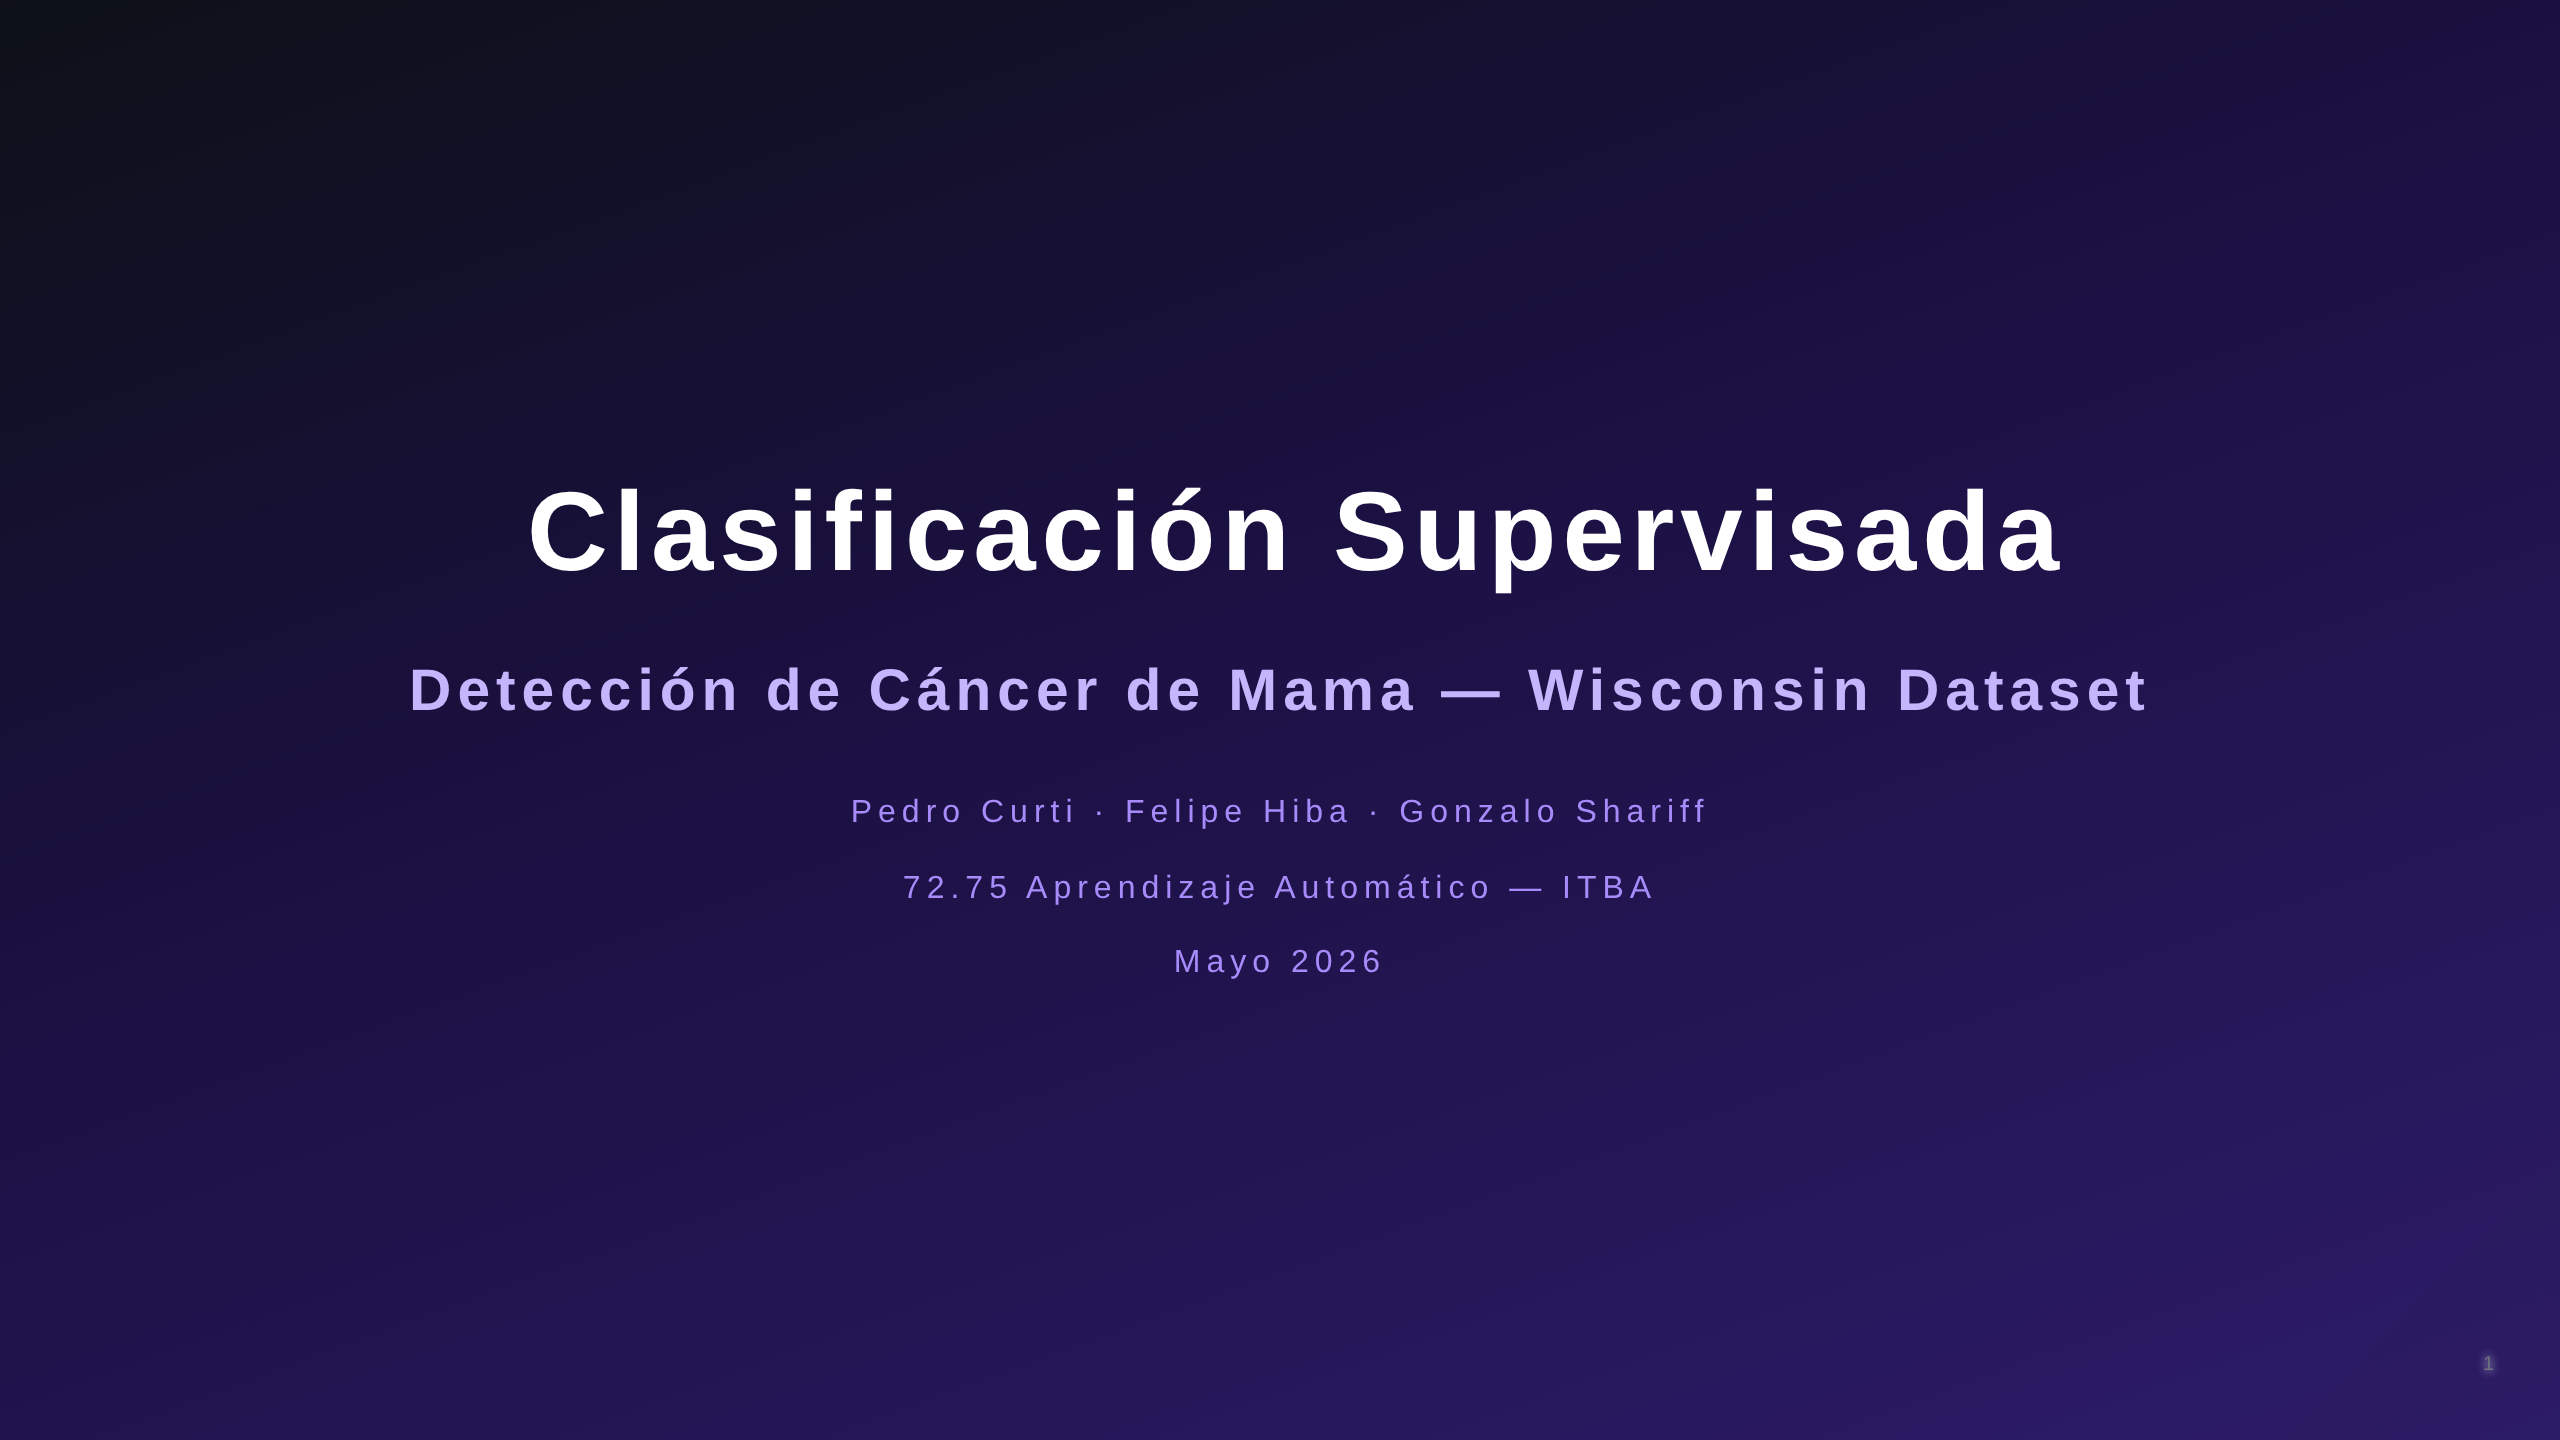 Clasificación Supervisada
Detección de Cáncer de Mama — Wisconsin Dataset
Pedro Curti · Felipe Hiba · Gonzalo Shariff
72.75 Aprendizaje Automático — ITBA
Mayo 2026
1